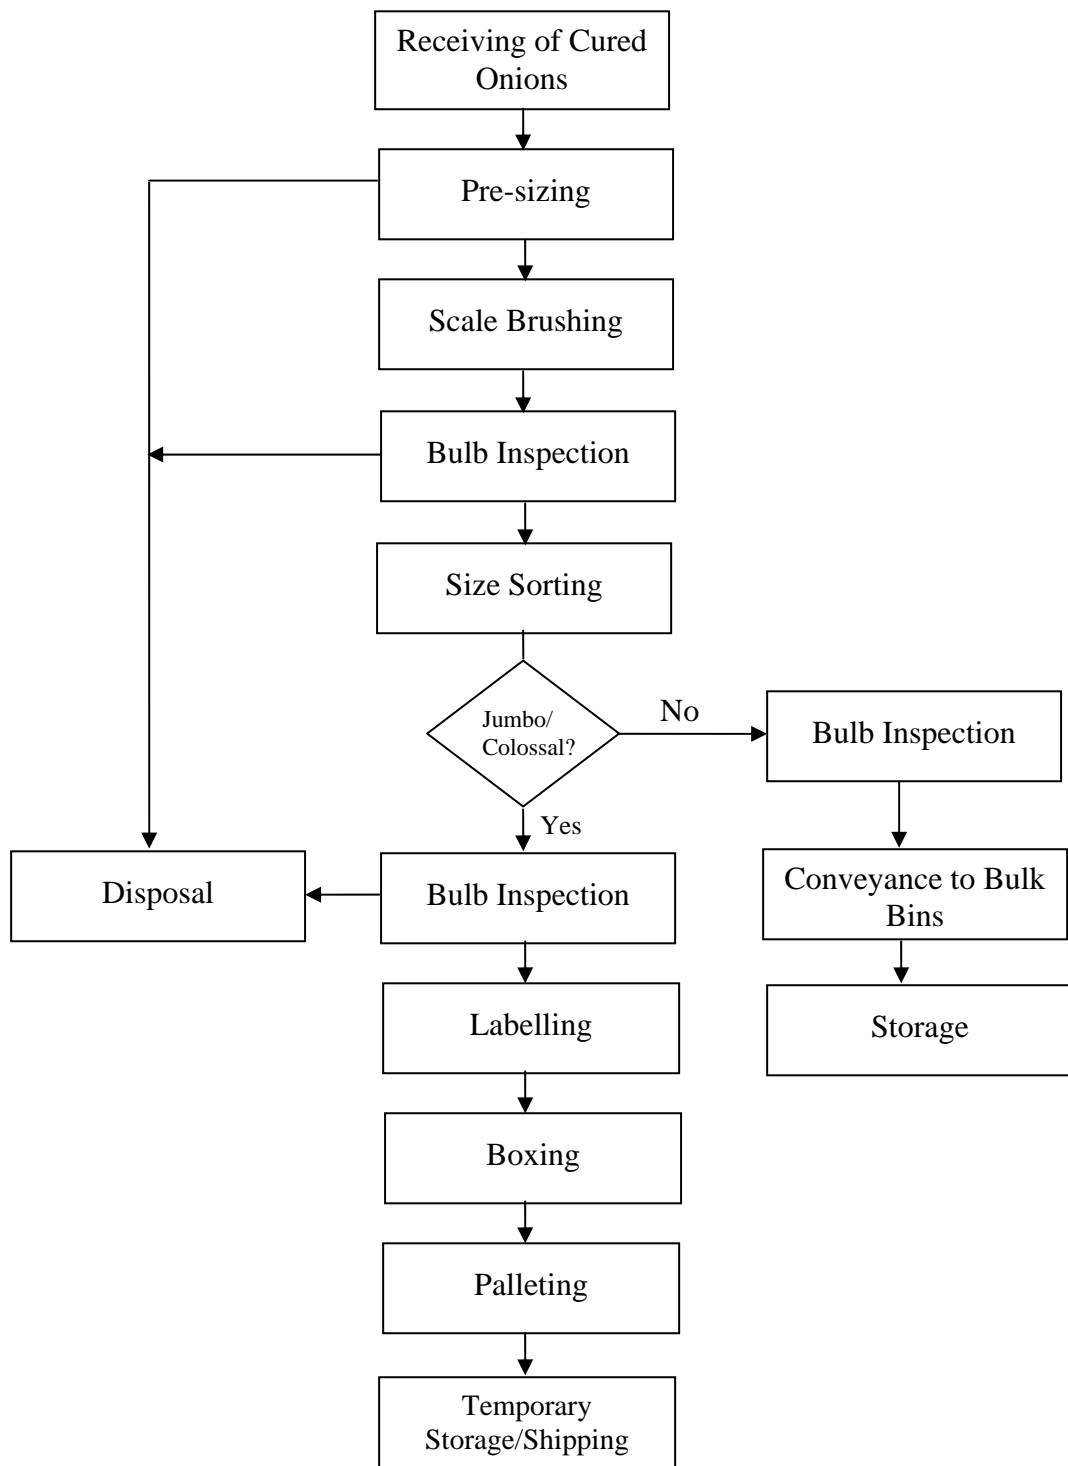 Receiving of Cured
Onions
Pre-sizing
Scale Brushing
Bulb Inspection
Size Sorting
Jumbo/
Colossal?
No
Bulb Inspection
Yes
Disposal
Bulb Inspection
Conveyance to Bulk
Bins
Labelling
Storage
Boxing
Palleting
Temporary
Storage/Shipping